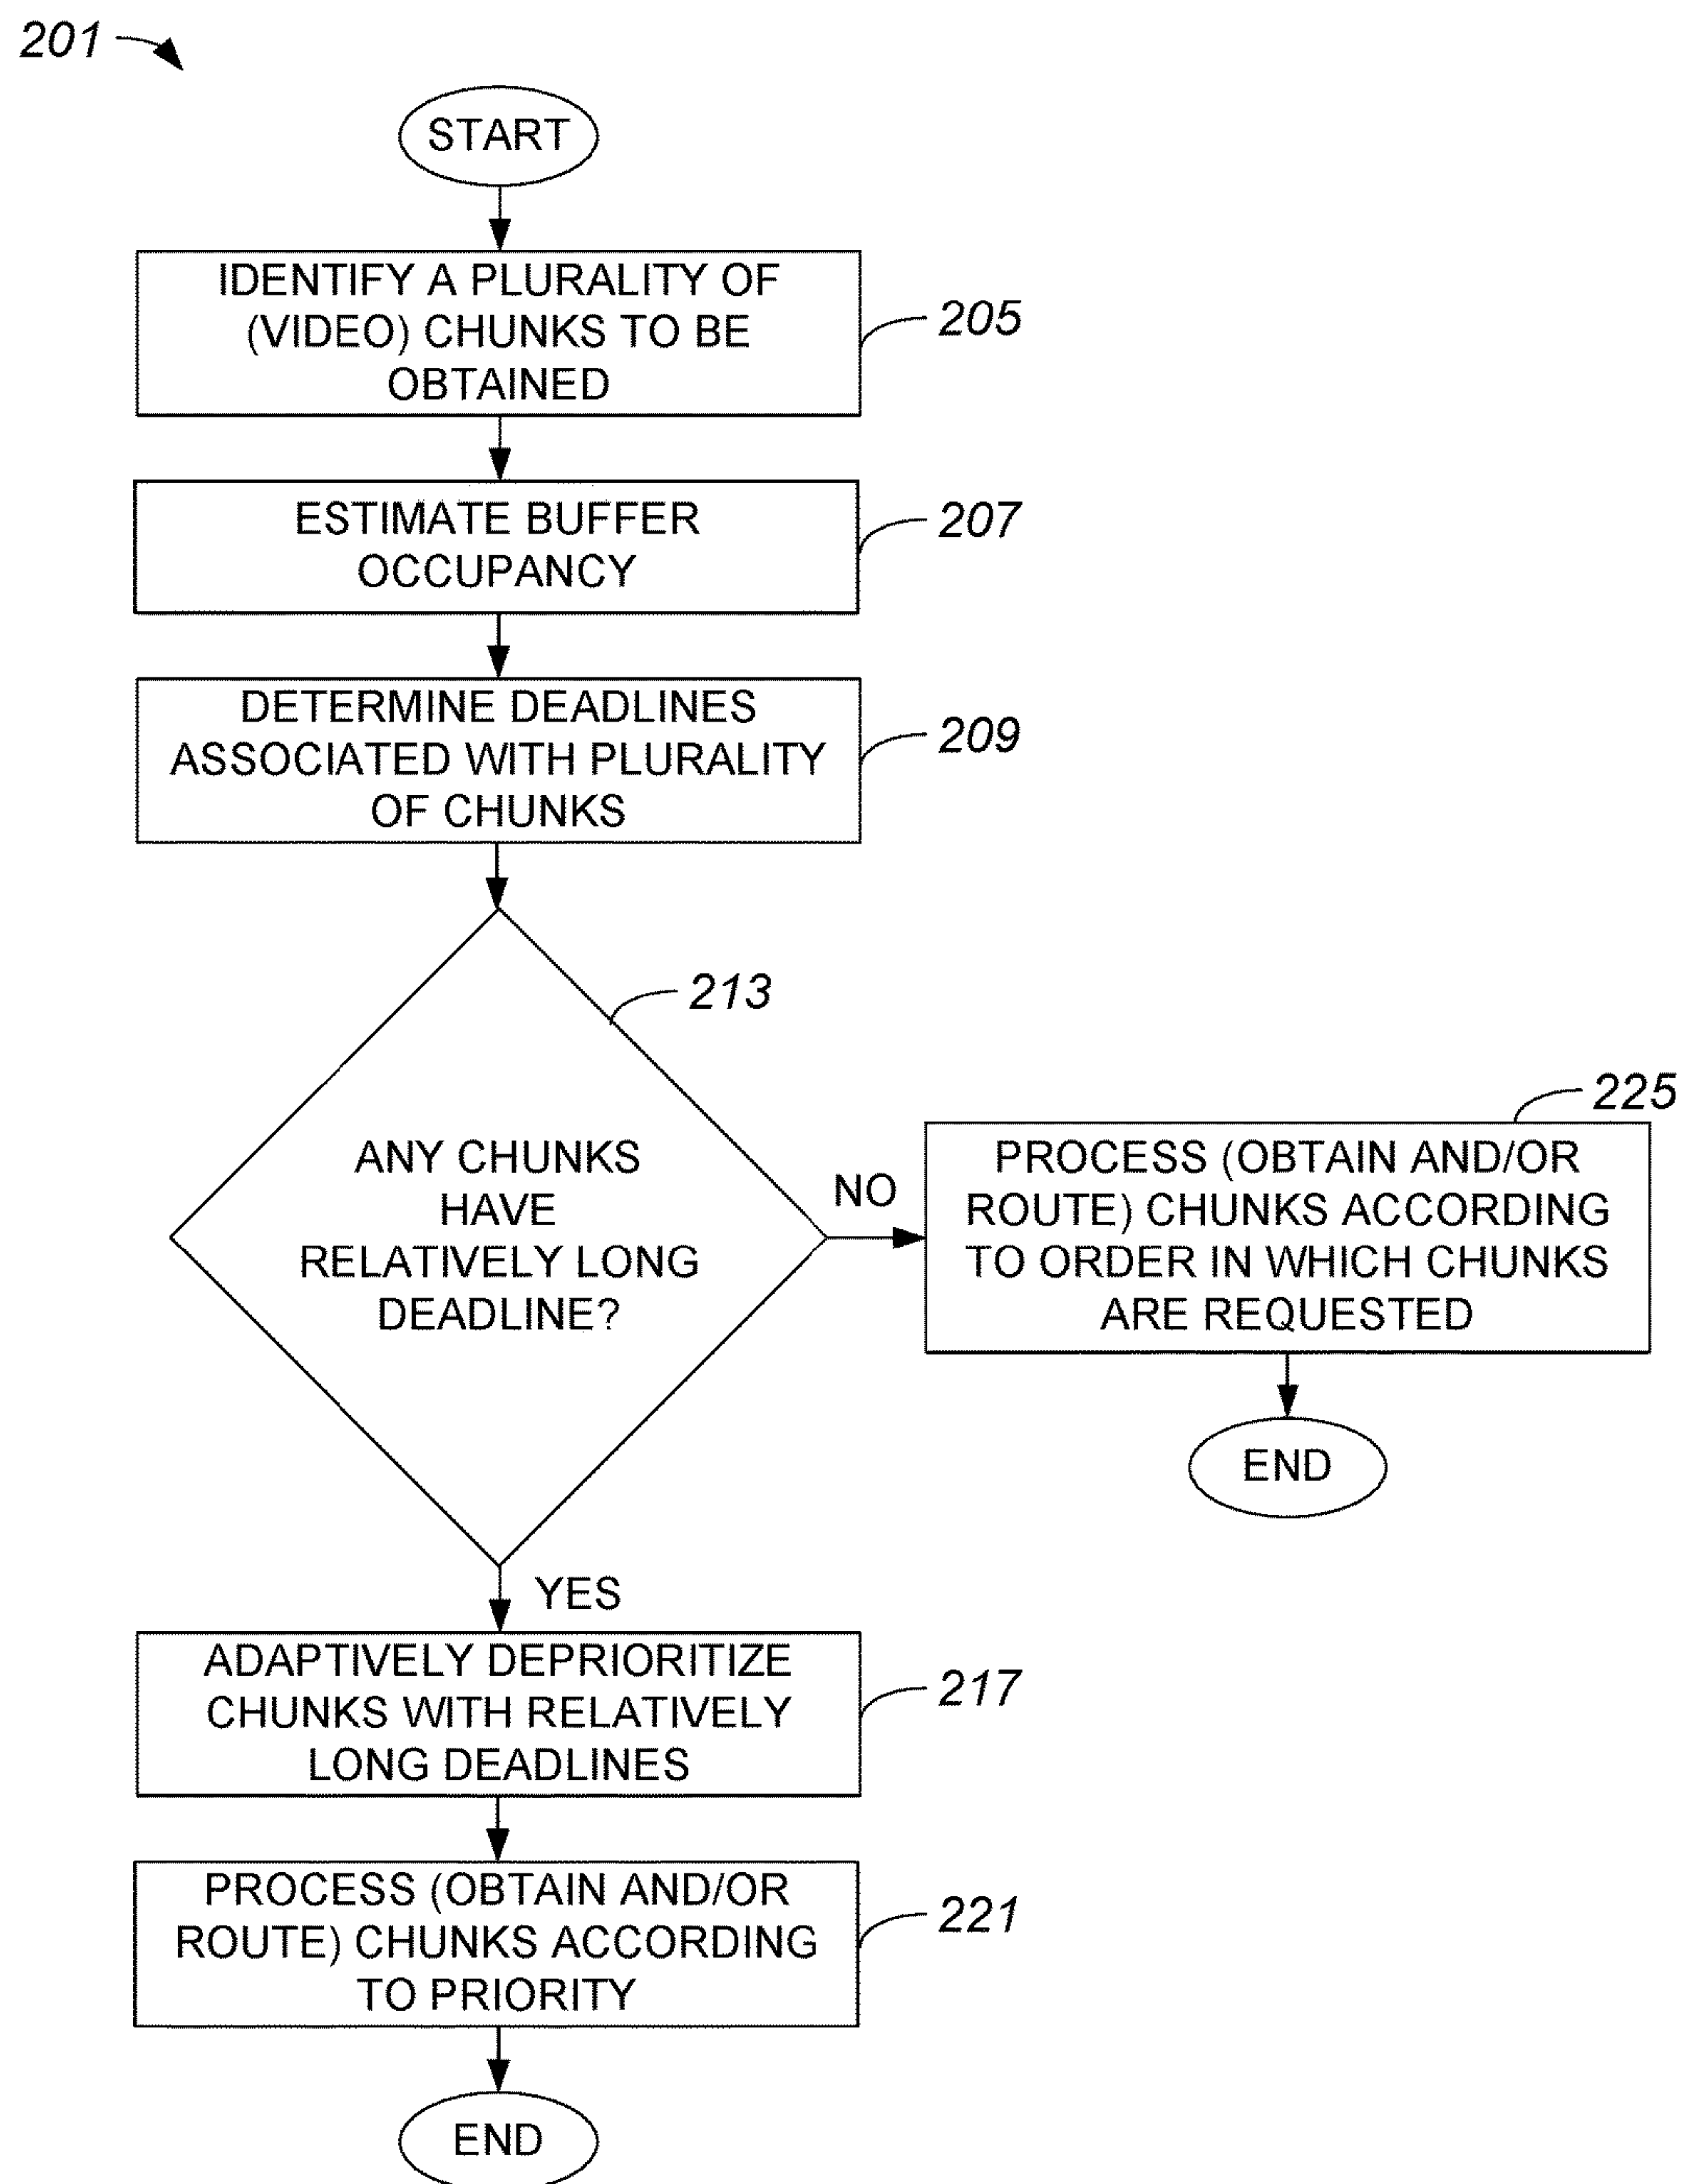 201
START
IDENTIFY A PLURALITY OF
(VIDEO) CHUNKS TO BE
OBTAINED
205
ESTIMATE BUFFER
OCCUPANCY
207
DETERMINE DEADLINES
ASSOCIATED WITH PLURALITY
OF CHUNKS
209
213
ANY CHUNKS
HAVE
RELATIVELY LONG
DEADLINE?
NO
225
PROCESS (OBTAIN AND/OR
ROUTE) CHUNKS ACCORDING
TO ORDER IN WHICH CHUNKS
ARE REQUESTED
END
YES
ADAPTIVELY DEPRIORITIZE
CHUNKS WITH RELATIVELY
LONG DEADLINES
217
PROCESS (OBTAIN AND/OR
ROUTE) CHUNKS ACCORDING
TO PRIORITY
221
END